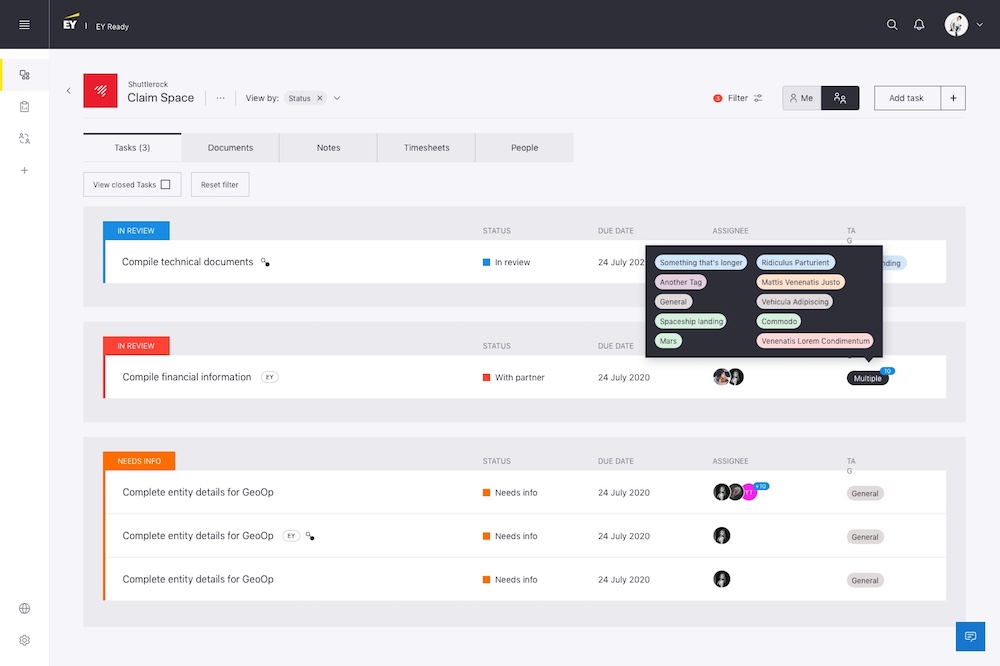 EY | EY Ready
Shuttlerock
Claim Space
... View by: Status ✕
3 Filter
Me
Add task +
Tasks (3) Documents Notes Timesheets People
View closed Tasks
Reset filter
IN REVIEW STATUS DUE DATE ASSIGNEE TA
G
Compile technical documents In review 24 July 202 nding
Something that's longer Ridiculus Parturient
Another Tag Mattis Venenatis Justo
General Vehicula Adipiscing
Spaceship landing Commodo
Mars Venenatis Lorem Condimentum
IN REVIEW STATUS DUE DATE
Compile financial information EY With partner 24 July 2020 Multiple 10
NEEDS INFO STATUS DUE DATE ASSIGNEE TA
G
Complete entity details for GeoOp Needs info 24 July 2020 YT +10 General
Complete entity details for GeoOp EY Needs info 24 July 2020 General
Complete entity details for GeoOp Needs info 24 July 2020 General